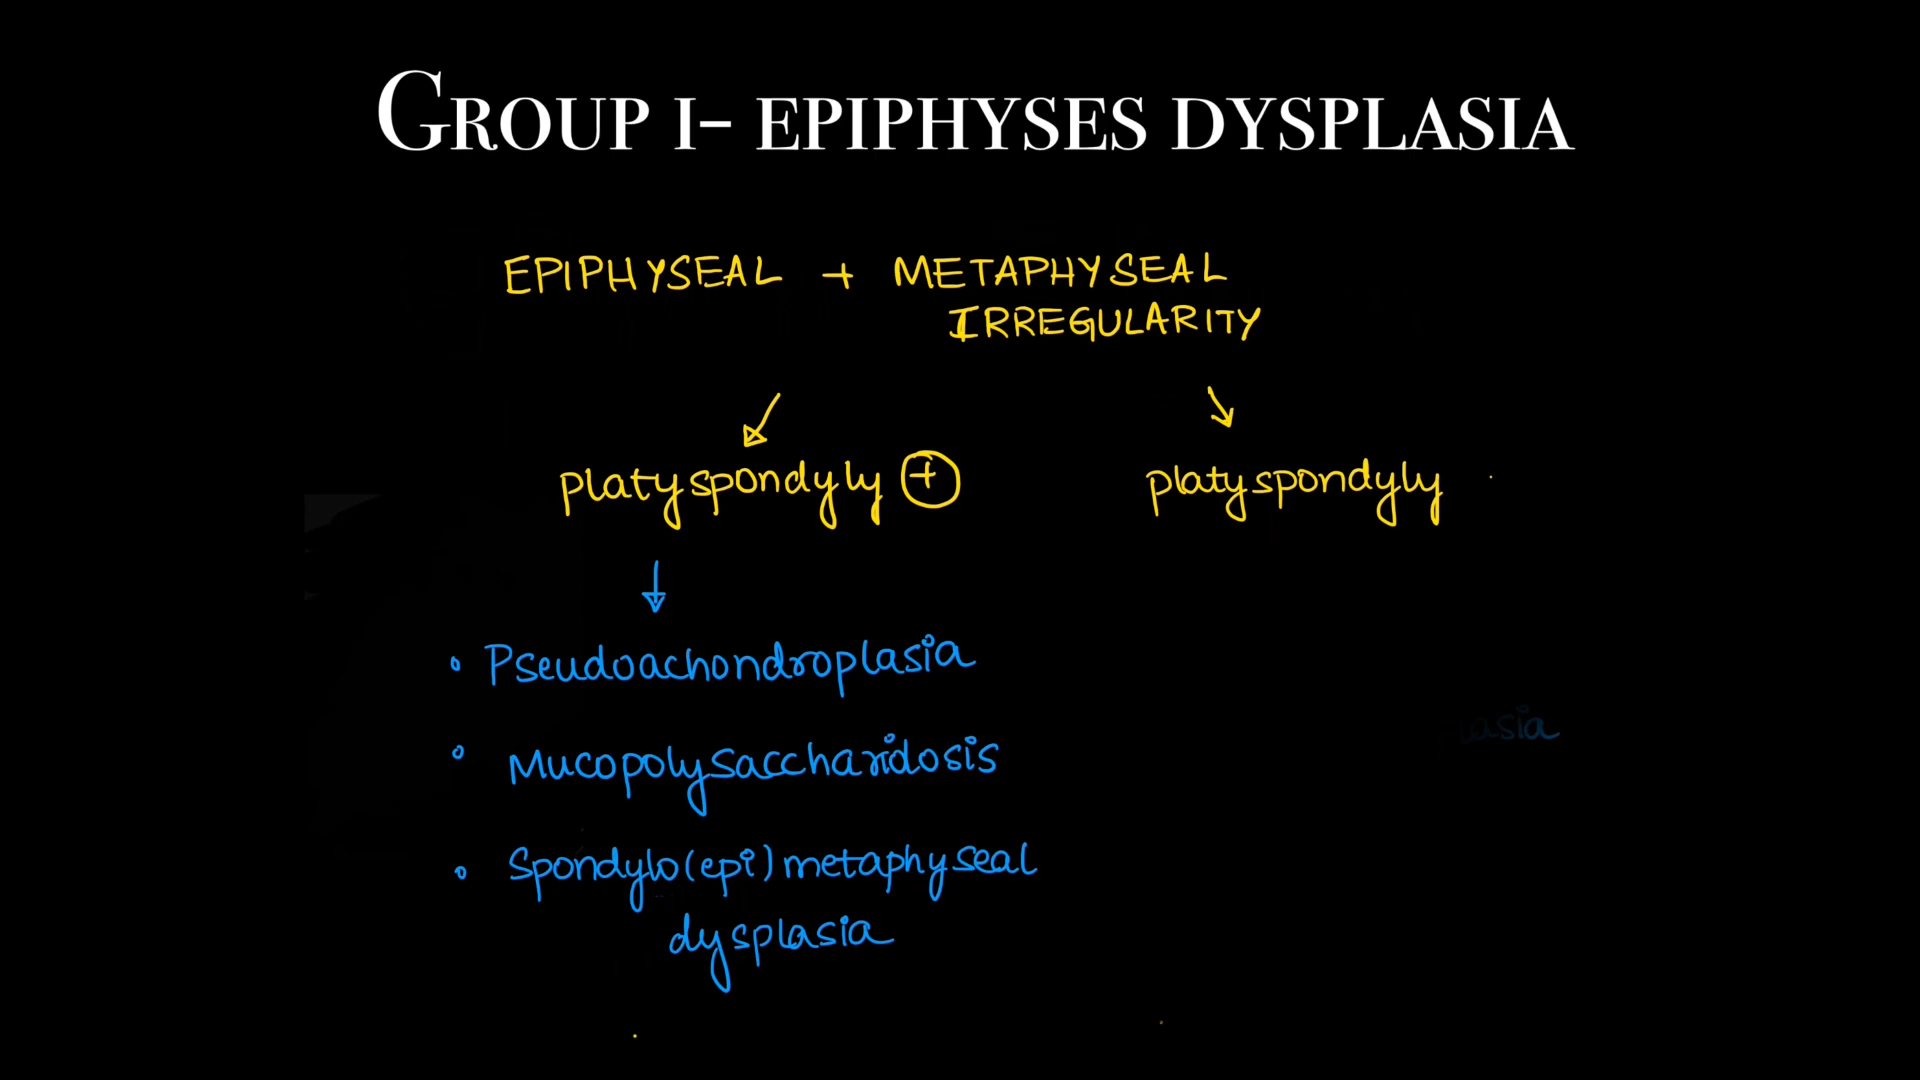 GROUP I- EPIPHYSES DYSPLASIA
EPIPHYSEAL + METAPHYSEAL
IRREGULARITY
platyspondyly + platyspondyly
Pseudoachondroplasia
Mucopolysaccharidosis
Spondylo(epi)metaphyseal
dysplasia